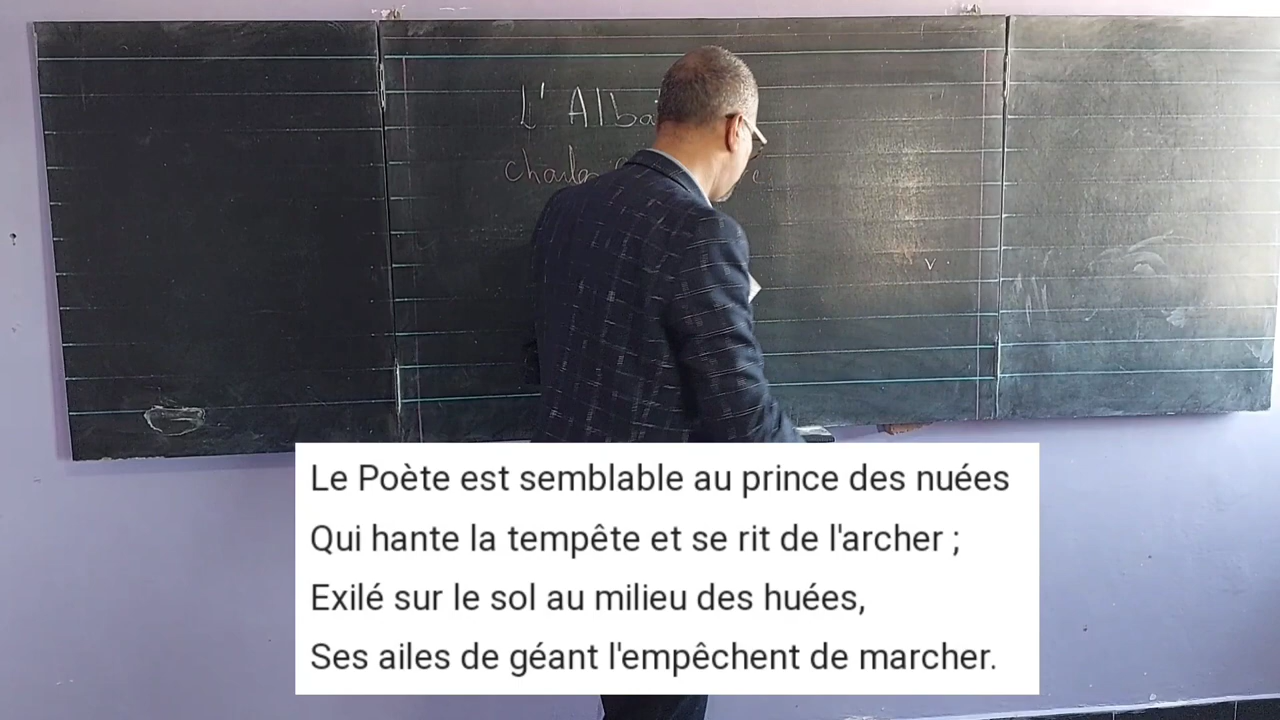 L'Alba
Le Poète est semblable au prince des nuées
Qui hante la tempête et se rit de l'archer ;
Exilé sur le sol au milieu des huées,
Ses ailes de géant l'empêchent de marcher.